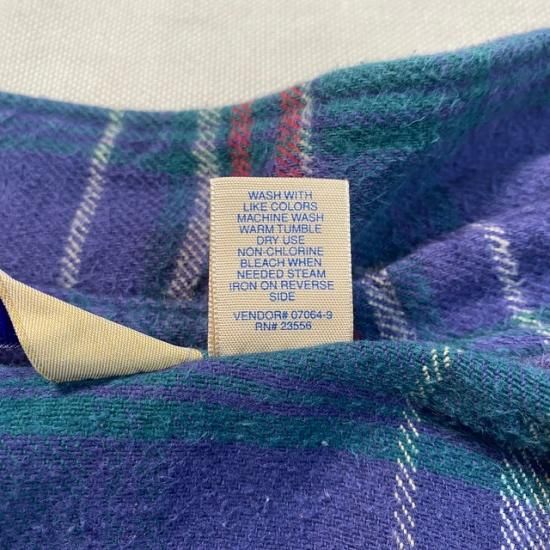 WASH WITH
LIKE COLORS
MACHINE WASH
WARM TUMBLE
DRY USE
NON-CHLORINE
BLEACH WHEN
NEEDED STEAM
IRON ON REVERSE
SIDE
VENDOR# 07064-9
RN# 23556